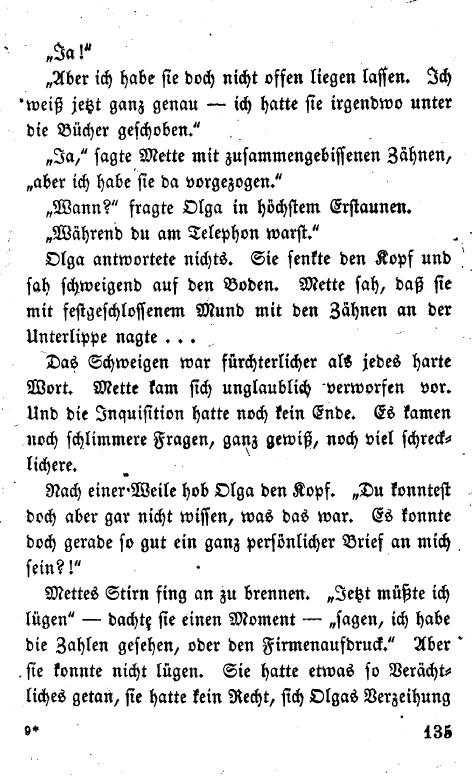 „Ja!“
„Aber ich habe sie doch nicht offen liegen lassen. Ich
weiß jetzt ganz genau — ich hatte sie irgendwo unter
die Bücher geschoben.“
„Ja,“ sagte Mette mit zusammengebissenen Zähnen,
„aber ich habe sie da vorgezogen.“
„Wann?“ fragte Olga in höchstem Erstaunen.
„Während du am Telephon warst.“
Olga antwortete nichts. Sie senkte den Kopf und
sah schweigend auf den Boden. Mette sah, daß sie
mit festgeschlossenem Mund mit den Zähnen an der
Unterlippe nagte . . .
Das Schweigen war fürchterlicher als jedes harte
Wort. Mette kam sich unglaublich verworfen vor.
Und die Inquisition hatte noch kein Ende. Es kamen
noch schlimmere Fragen, ganz gewiß, noch viel schreck-
lichere.
Nach einer Weile hob Olga den Kopf. „Du konntest
doch aber gar nicht wissen, was das war. Es konnte
doch gerade so gut ein ganz persönlicher Brief an mich
sein?!“
Mettes Stirn fing an zu brennen. „Jetzt müßte ich
lügen“ — dachte sie einen Moment — „sagen, ich habe
die Zahlen gesehen, oder den Firmenaufdruck.“ Aber
sie konnte nicht lügen. Sie hatte etwas so Verächt-
liches getan, sie hatte kein Recht, sich Olgas Verzeihung
9* 135